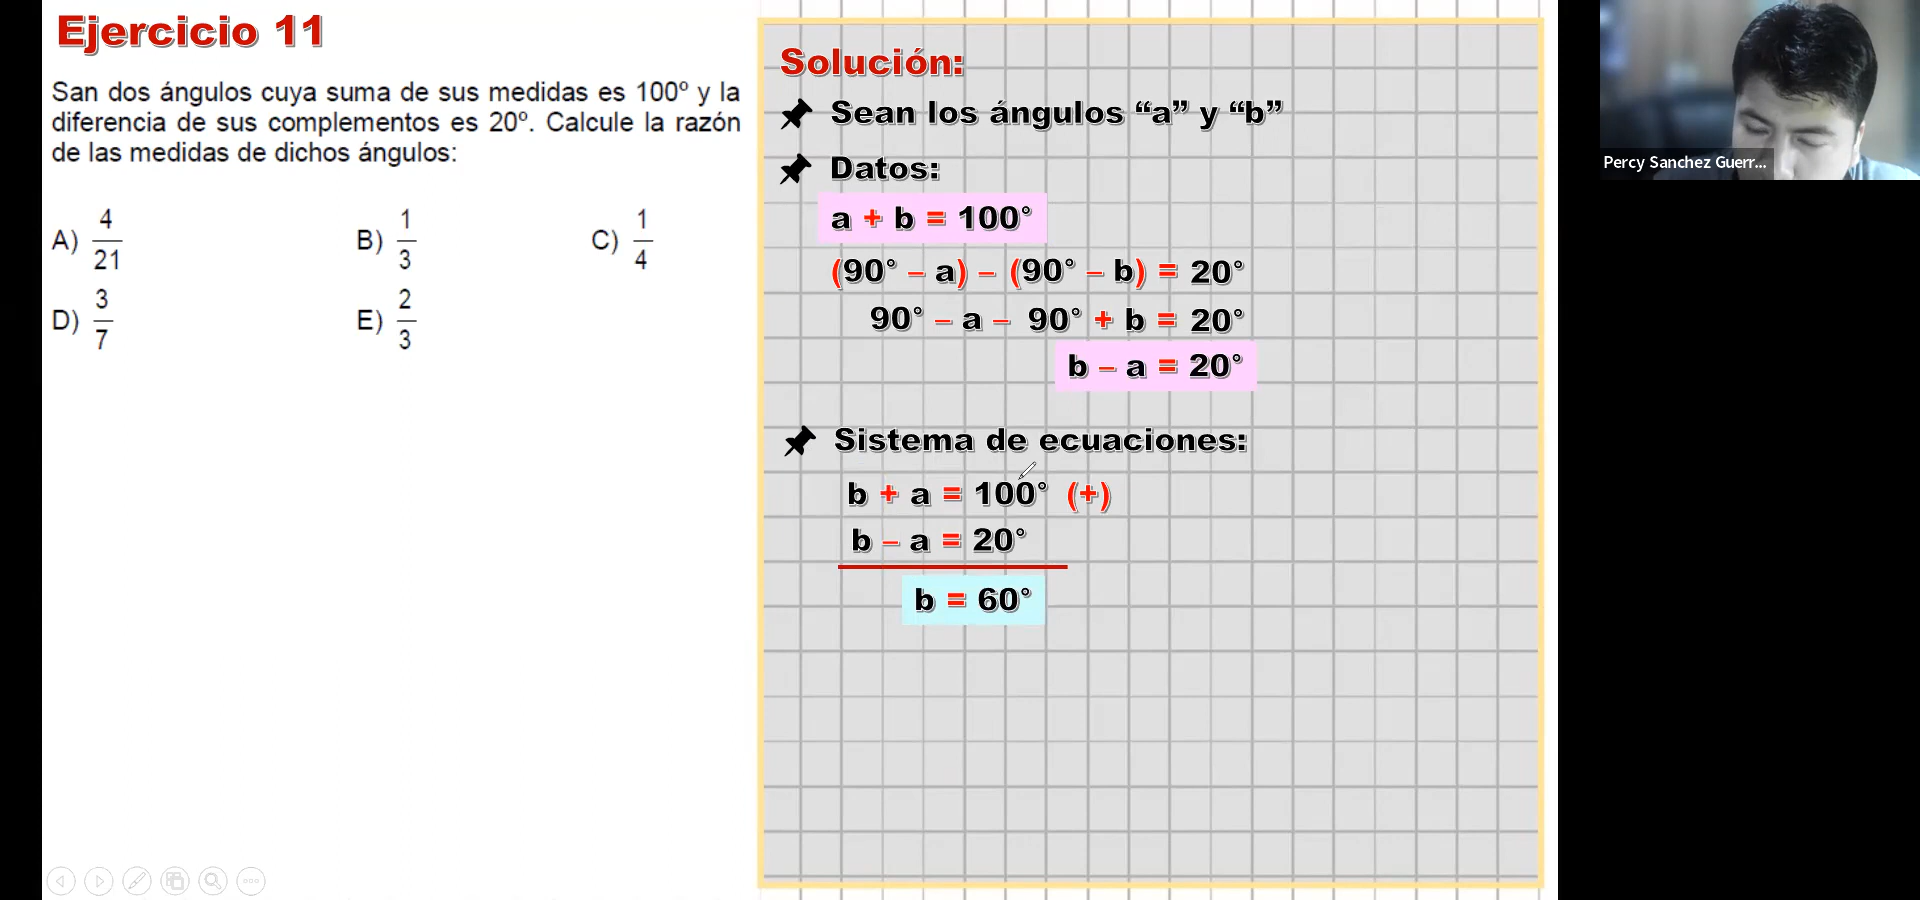 Ejercicio 11
San dos ángulos cuya suma de sus medidas es 100º y la
diferencia de sus complementos es 20º. Calcule la razón
de las medidas de dichos ángulos:
A) 4/21 B) 1/3 C) 1/4
D) 3/7 E) 2/3
Solución:
Sean los ángulos “a” y “b”
Datos:
a + b = 100°
(90° – a) – (90° – b) = 20°
90° – a – 90° + b = 20°
b – a = 20°
Sistema de ecuaciones:
b + a = 100° (+)
b – a = 20°
b = 60°
Percy Sanchez Guerr...